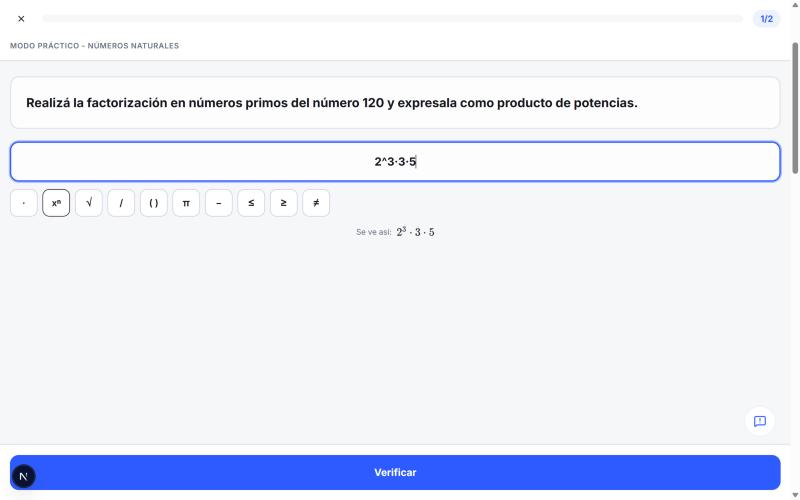 ×
1/2
MODO PRÁCTICO - NÚMEROS NATURALES
Realizá la factorización en números primos del número 120 y expresala como producto de potencias.
2^3·3·5
· xⁿ √ / ( ) π − ≤ ≥ ≠
Se ve así: 2³ · 3 · 5
Verificar
N